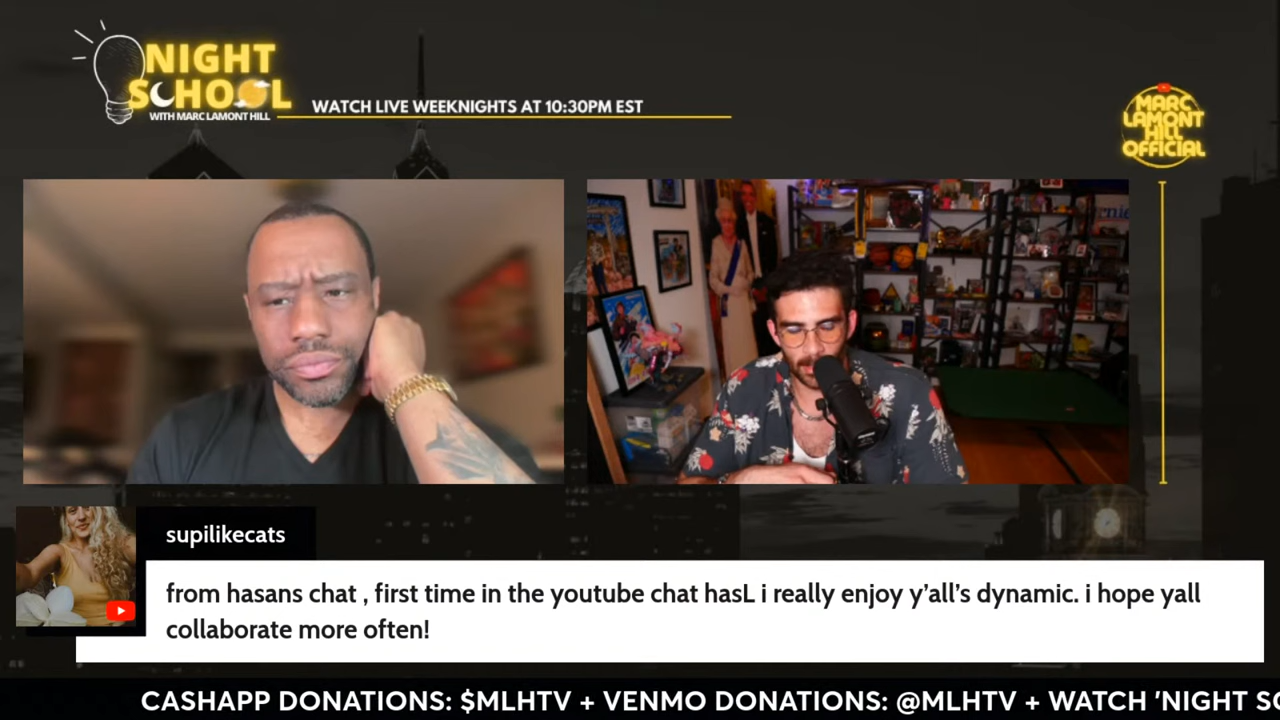 NIGHT
SCHOOL
WITH MARC LAMONT HILL
WATCH LIVE WEEKNIGHTS AT 10:30PM EST
MARC
LAMONT
HILL
OFFICIAL
supilikecats
from hasans chat , first time in the youtube chat hasL i really enjoy y'all's dynamic. i hope yall
collaborate more often!
CASHAPP DONATIONS: $MLHTV + VENMO DONATIONS: @MLHTV + WATCH 'NIGHT